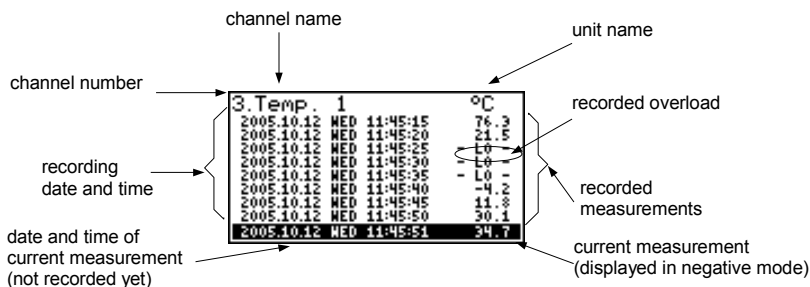 channel name
unit name
channel number
recorded overload
3.Temp. 1 °C
2005.10.12 WED 11:45:15 76.3
2005.10.12 WED 11:45:20 21.5
2005.10.12 WED 11:45:25 - LO -
2005.10.12 WED 11:45:30 - LO -
2005.10.12 WED 11:45:35 - LO -
2005.10.12 WED 11:45:40 -4.2
2005.10.12 WED 11:45:45 11.8
2005.10.12 WED 11:45:50 30.1
2005.10.12 WED 11:45:51 34.7
recording
date and time
recorded
measurements
date and time of
current measurement
(not recorded yet)
current measurement
(displayed in negative mode)